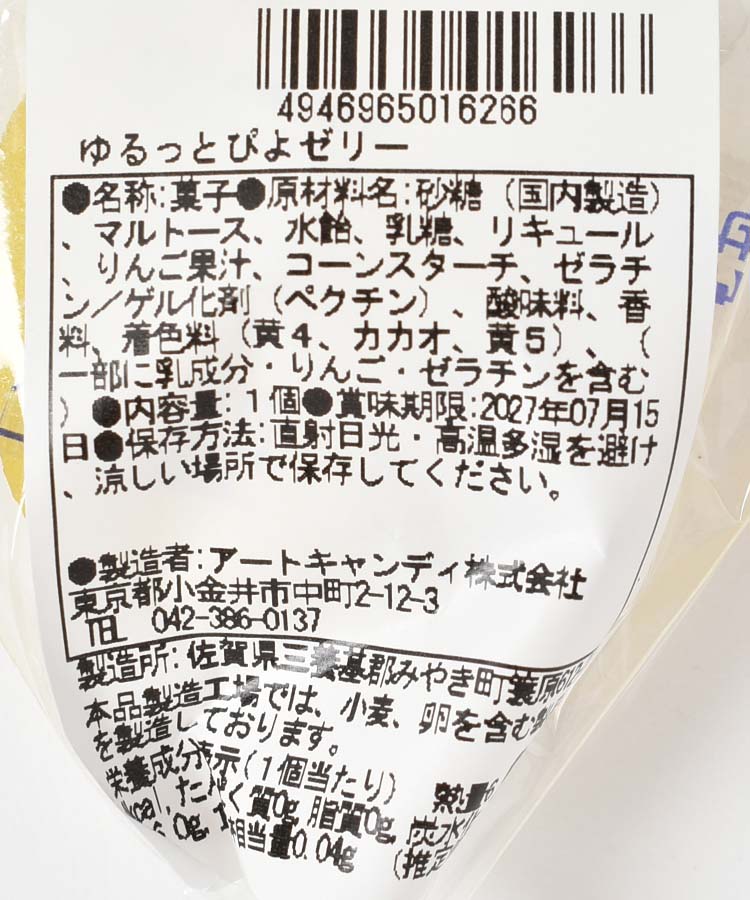 4946965016266
ゆるっとぴよゼリー
●名称:菓子●原材料名:砂糖（国内製造）
、マルトース、水飴、乳糖、リキュール
、りんご果汁、コーンスターチ、ゼラチ
ン/ゲル化剤（ペクチン）、酸味料、香
料、着色料（黄4、カカオ、黄5）、（
一部に乳成分・りんご・ゼラチンを含む
）●内容量:1個●賞味期限:2027年07月15
日●保存方法:直射日光・高温多湿を避け
、涼しい場所で保存してください。
●製造者:アートキャンディ株式会社
東京都小金井市中町2-12-3
TEL 042-386-0137
製造所:佐賀県三養基郡みやき町簑原
本品製造工場では、小麦、卵を含む
を製造しております。
栄養成分表示(1個当たり) 熱量
kcal、たんぱく質0g、脂質0g、炭水
相当量0.04g (推定